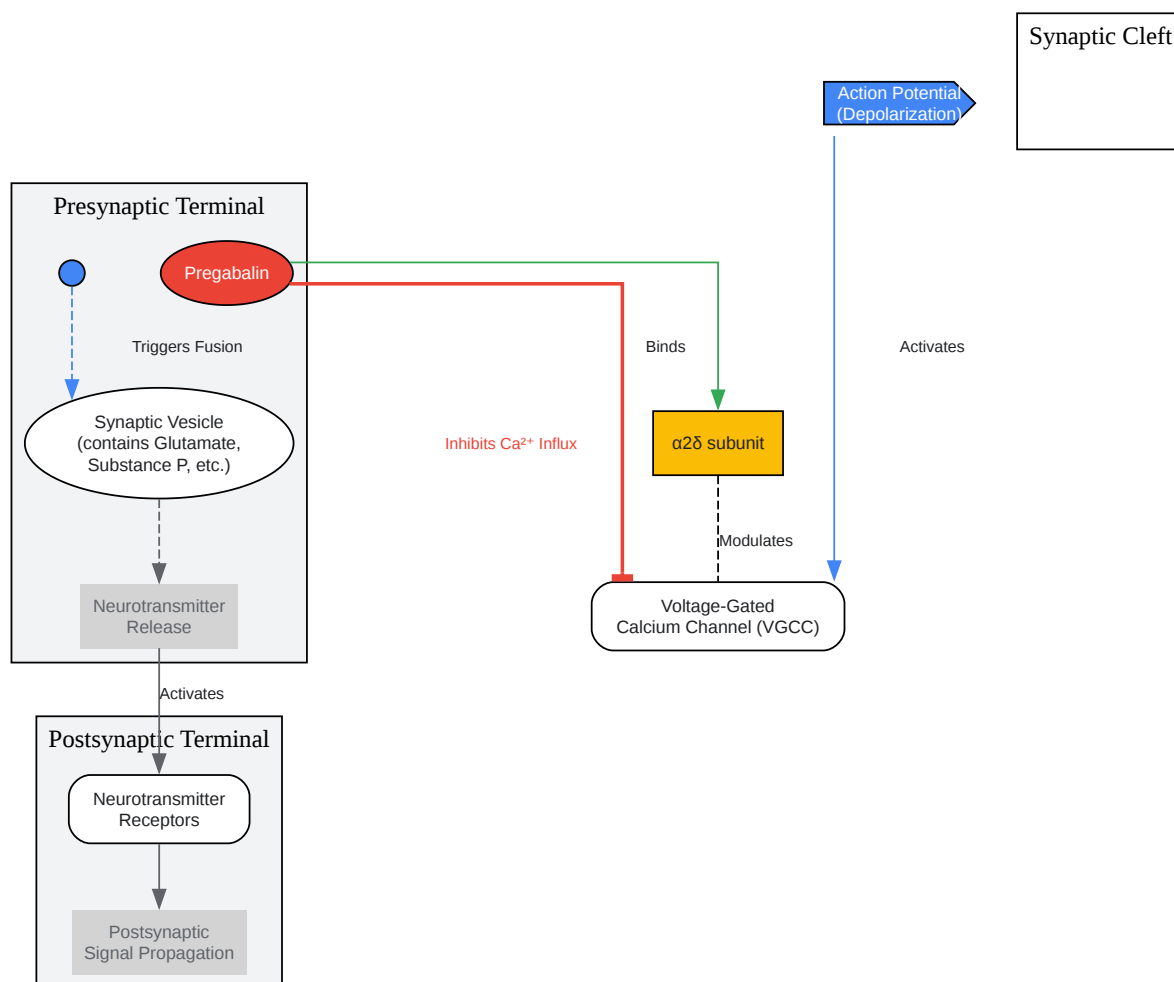 Synaptic Cleft
Action Potential
(Depolarization)
Presynaptic Terminal
Pregabalin
Triggers Fusion
Binds
Activates
Synaptic Vesicle
(contains Glutamate,
Substance P, etc.)
Inhibits Ca²⁺ Influx
α2δ subunit
Modulates
Neurotransmitter
Release
Voltage-Gated
Calcium Channel (VGCC)
Activates
Postsynaptic Terminal
Neurotransmitter
Receptors
Postsynaptic
Signal Propagation